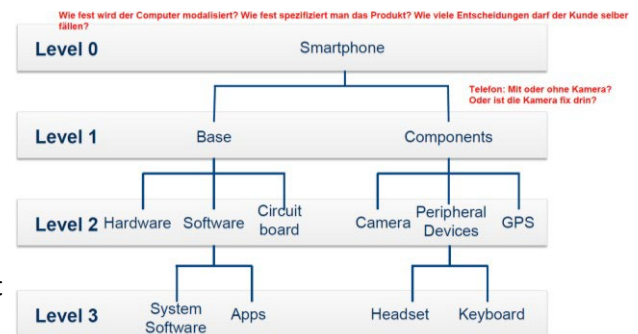 Wie fest wird der Computer modalisiert? Wie fest spezifiziert man das Produkt? Wie viele Entscheidungen darf der Kunde selber
fällen?
Level 0 Smartphone
Telefon: Mit oder ohne Kamera?
Oder ist die Kamera fix drin?
Level 1 Base Components
Level 2 Hardware Software Circuit board Camera Peripheral Devices GPS
t
Level 3 System Software Apps Headset Keyboard